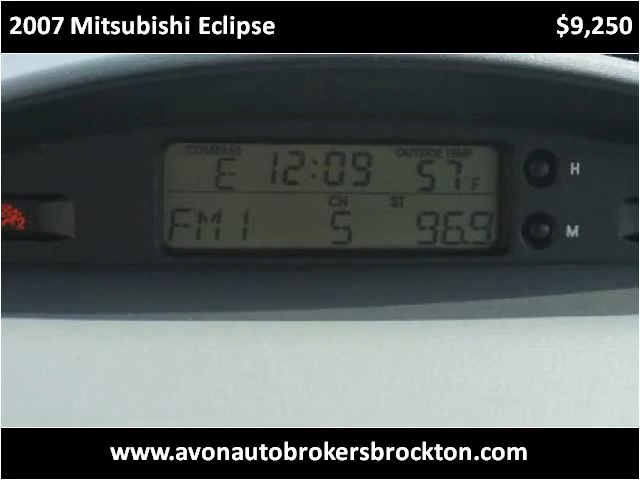 2007 Mitsubishi Eclipse $9,250
COMPASS OUTSIDE TEMP
E 12:09 57°F H
CH ST
FM1 5 96.9 M
www.avonautobrokersbrockton.com